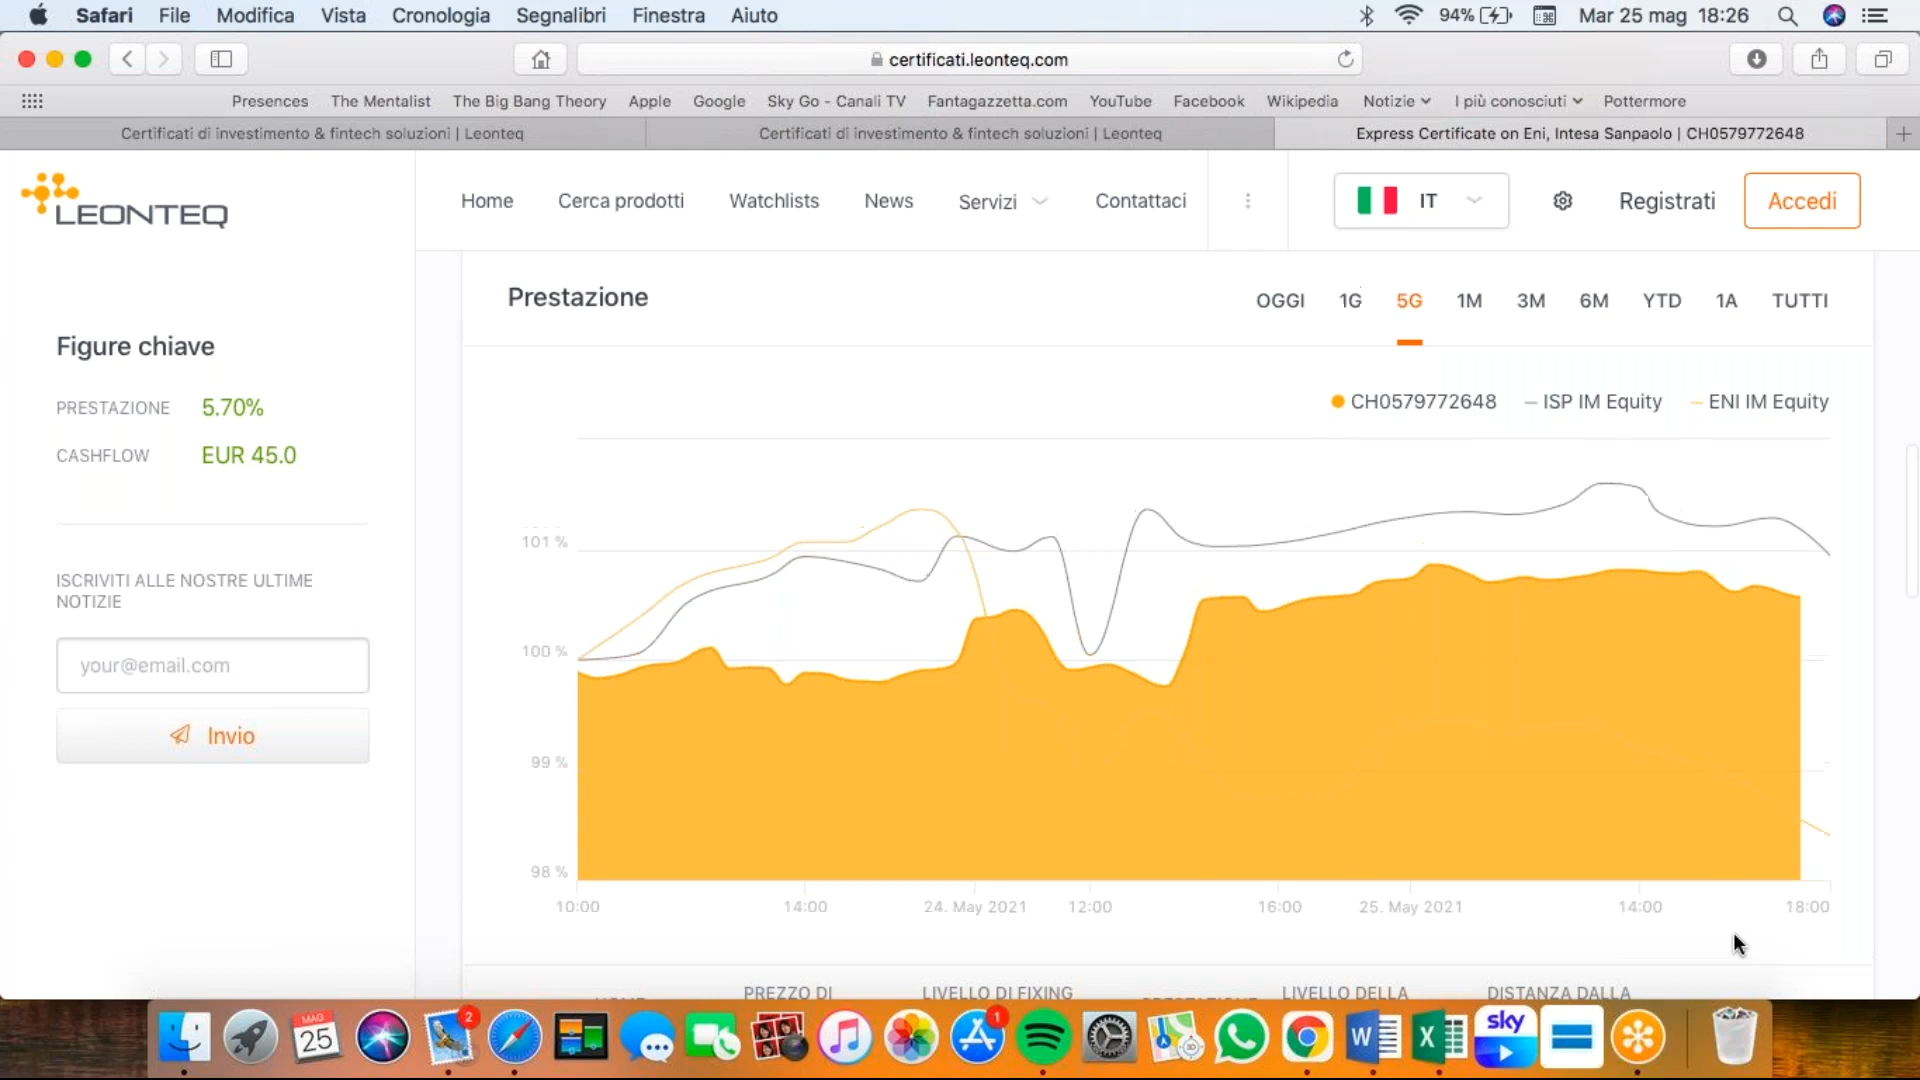 Safari File Modifica Vista Cronologia Segnalibri Finestra Aiuto 94% Mar 25 mag 18:26
certificati.leonteq.com
Presences The Mentalist The Big Bang Theory Apple Google Sky Go - Canali TV Fantagazzetta.com YouTube Facebook Wikipedia Notizie I più conosciuti Pottermore
Certificati di investimento & fintech soluzioni | Leonteq Certificati di investimento & fintech soluzioni | Leonteq Express Certificate on Eni, Intesa Sanpaolo | CH0579772648
LEONTEQ
Home Cerca prodotti Watchlists News Servizi Contattaci IT Registrati Accedi
Figure chiave
PRESTAZIONE 5.70%
CASHFLOW EUR 45.0
ISCRIVITI ALLE NOSTRE ULTIME
NOTIZIE
your@email.com
Invio
Prestazione OGGI 1G 5G 1M 3M 6M YTD 1A TUTTI
CH0579772648 ISP IM Equity ENI IM Equity
101 %
100 %
99 %
98 %
10:00 14:00 24. May 2021 12:00 16:00 25. May 2021 14:00 18:00
PREZZO DI LIVELLO DI FIXING LIVELLO DELLA DISTANZA DALLA
MAG
25
2
1
3D
W
X
sky